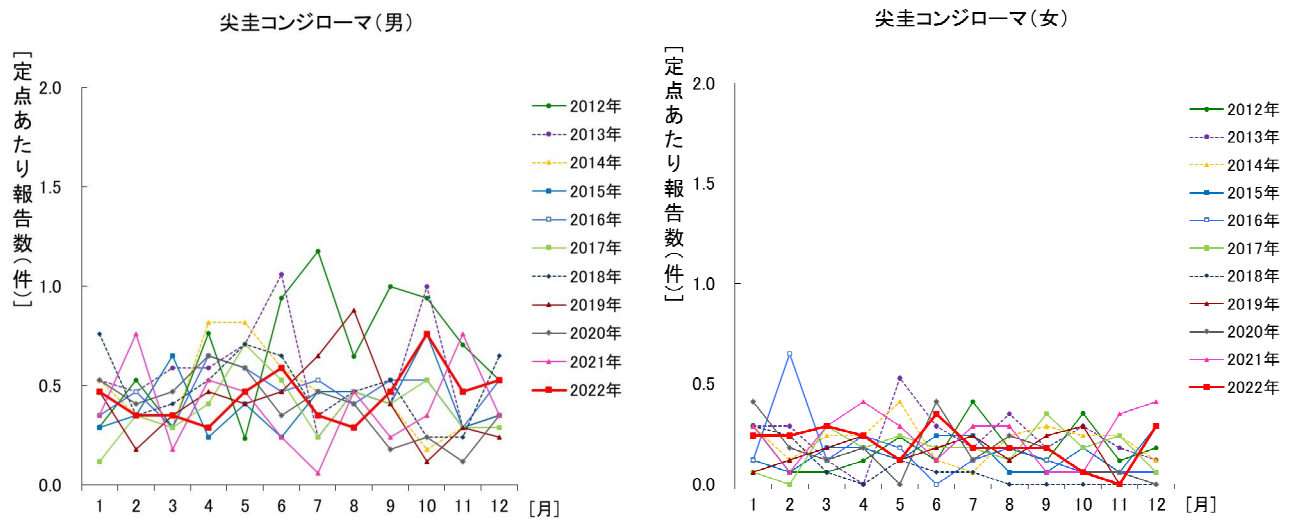 尖圭コンジローマ（男）
［定点あたり報告数（件）］
2.0
1.5
1.0
0.5
0.0
1 2 3 4 5 6 7 8 9 10 11 12 [月]
2012年
2013年
2014年
2015年
2016年
2017年
2018年
2019年
2020年
2021年
2022年
尖圭コンジローマ（女）
［定点あたり報告数（件）］
2.0
1.5
1.0
0.5
0.0
1 2 3 4 5 6 7 8 9 10 11 12 [月]
2012年
2013年
2014年
2015年
2016年
2017年
2018年
2019年
2020年
2021年
2022年